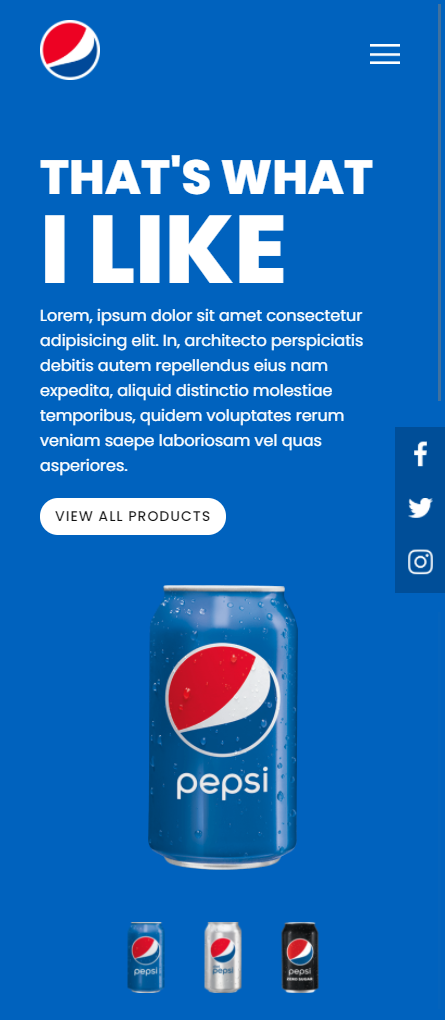 THAT'S WHAT
I LIKE
Lorem, ipsum dolor sit amet consectetur
adipisicing elit. In, architecto perspiciatis
debitis autem repellendus eius nam
expedita, aliquid distinctio molestiae
temporibus, quidem voluptates rerum
veniam saepe laboriosam vel quas
asperiores.
VIEW ALL PRODUCTS
pepsi
pepsi
pepsi
pepsi
ZERO SUGAR